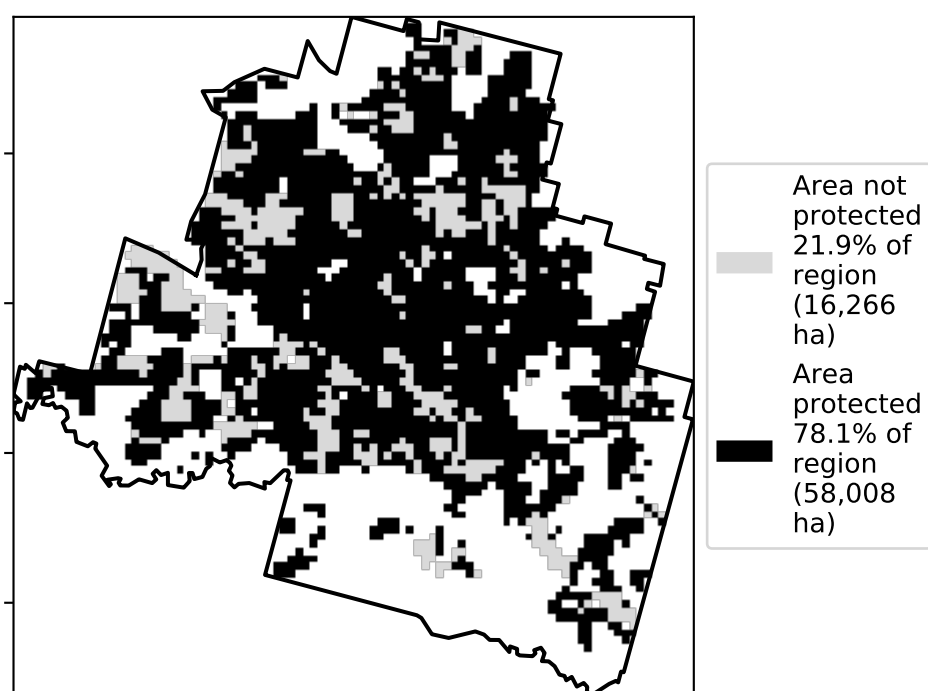 Area not
protected
21.9% of
region
(16,266
ha)
Area
protected
78.1% of
region
(58,008
ha)